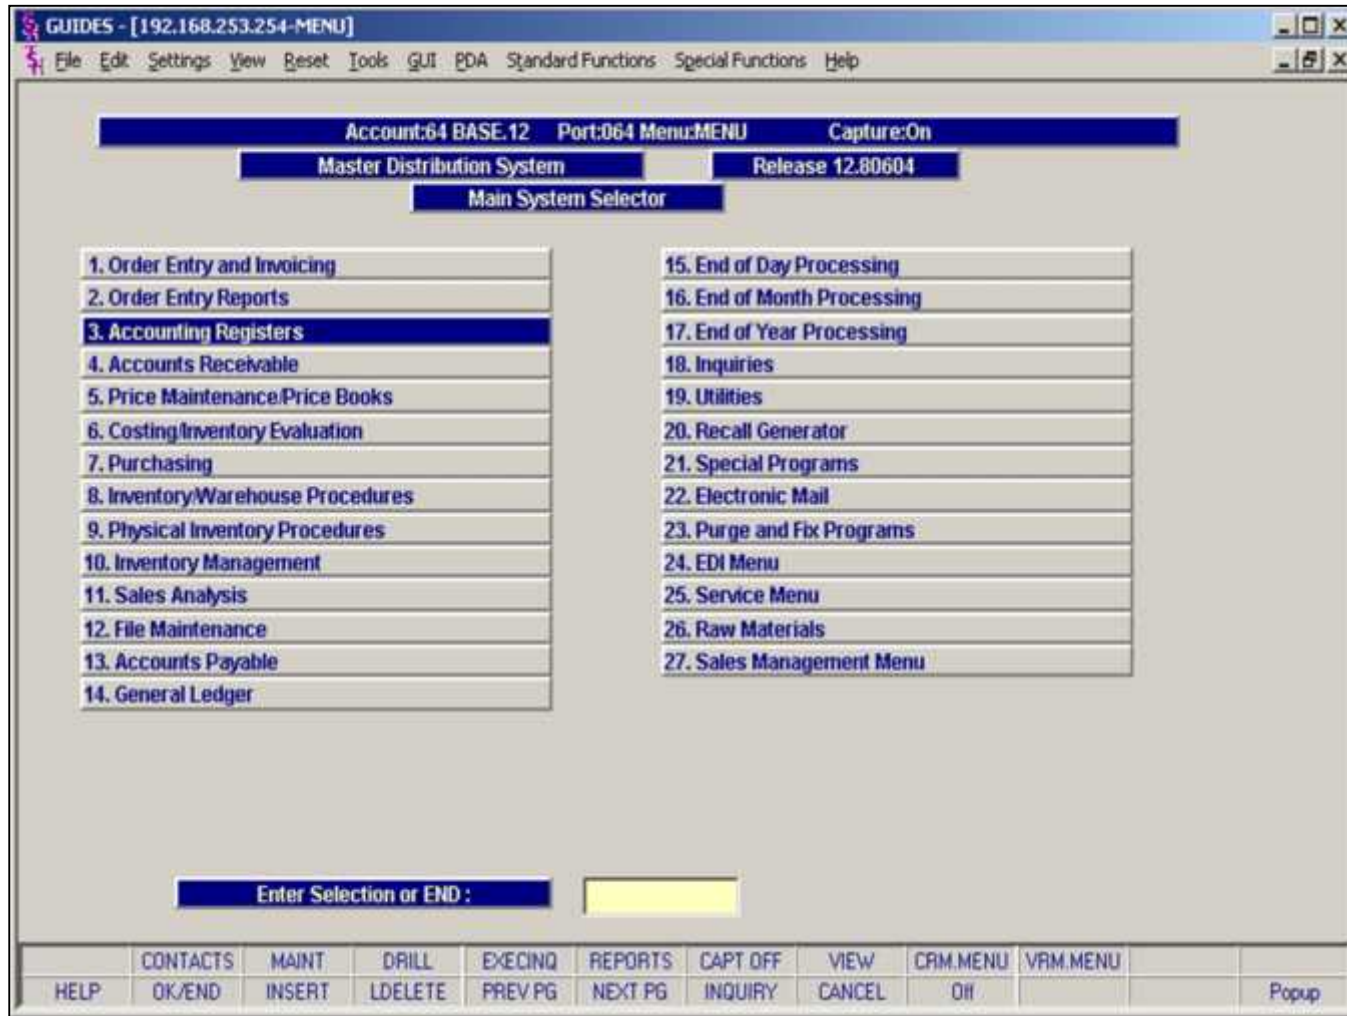 GUIDES - [192.168.253.254-MENU]
File Edit Settings View Reset Tools GUI PDA Standard Functions Special Functions Help
Account:64 BASE.12 Port:064 Menu:MENU Capture:On
Master Distribution System Release 12.80604
Main System Selector
1. Order Entry and Invoicing
2. Order Entry Reports
3. Accounting Registers
4. Accounts Receivable
5. Price Maintenance/Price Books
6. Costing/Inventory Evaluation
7. Purchasing
8. Inventory/Warehouse Procedures
9. Physical Inventory Procedures
10. Inventory Management
11. Sales Analysis
12. File Maintenance
13. Accounts Payable
14. General Ledger
15. End of Day Processing
16. End of Month Processing
17. End of Year Processing
18. Inquiries
19. Utilities
20. Recall Generator
21. Special Programs
22. Electronic Mail
23. Purge and Fix Programs
24. EDI Menu
25. Service Menu
26. Raw Materials
27. Sales Management Menu
Enter Selection or END :
CONTACTS MAINT DRILL EXECINQ REPORTS CAPT OFF VIEW CRM.MENU VRM.MENU
HELP OK/END INSERT LDELETE PREV PG NEXT PG INQUIRY CANCEL Off Popup